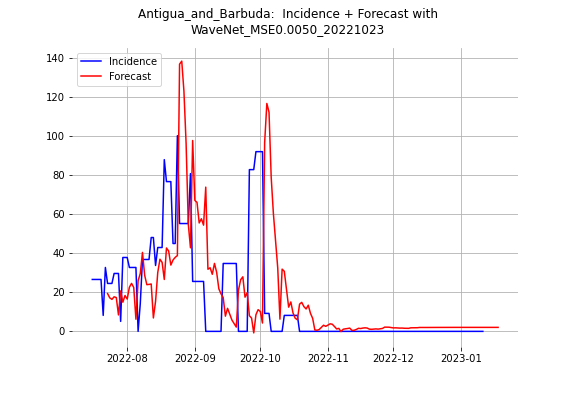 Antigua_and_Barbuda:  Incidence + Forecast with
WaveNet_MSE0.0050_20221023
Incidence
Forecast
140
120
100
80
60
40
20
0
2022-08 2022-09 2022-10 2022-11 2022-12 2023-01